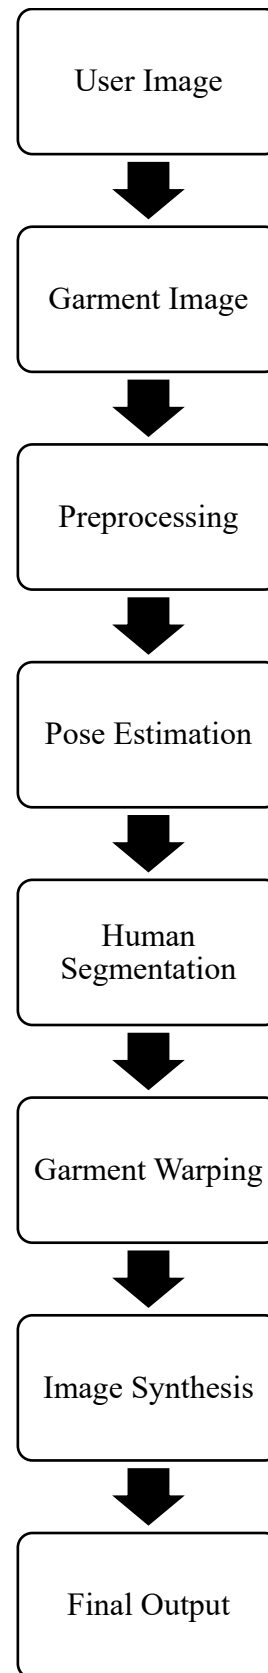 User Image
Garment Image
Preprocessing
Pose Estimation
Human
Segmentation
Garment Warping
Image Synthesis
Final Output